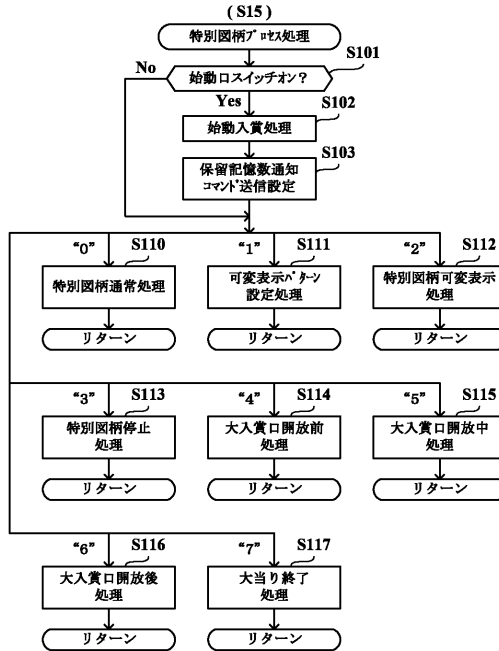 (S15)
特別図柄プロセス処理
S101
No
始動口スイッチオン？
Yes
S102
始動入賞処理
S103
保留記憶数通知
コマンド送信設定
“0”
S110
“1”
S111
“2”
S112
特別図柄通常処理
可変表示パターン
設定処理
特別図柄可変表示
処理
リターン
リターン
リターン
“3”
S113
“4”
S114
“5”
S115
特別図柄停止
処理
大入賞口開放前
処理
大入賞口開放中
処理
リターン
リターン
リターン
“6”
S116
“7”
S117
大入賞口開放後
処理
大当り終了
処理
リターン
リターン